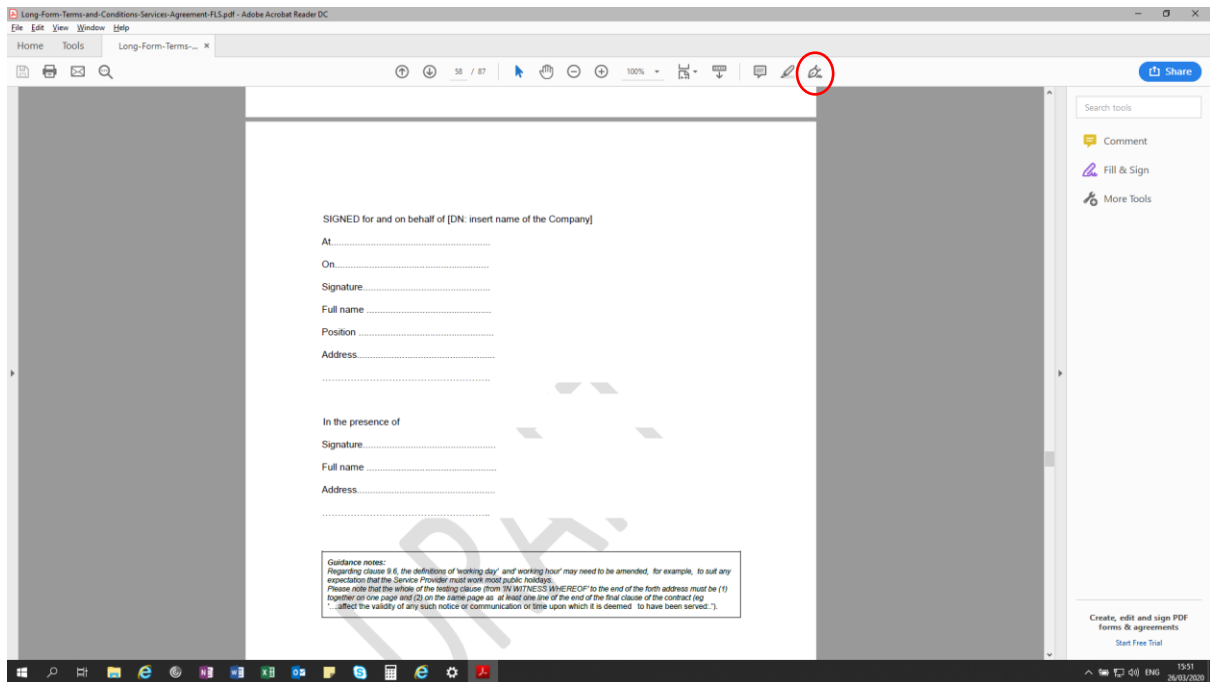 Long-Form-Terms-and-Conditions-Services-Agreement-FLS.pdf - Adobe Acrobat Reader DC
File Edit View Window Help
Home Tools Long-Form-Terms-... ×
58 / 87 100% Share
Search tools
Comment
Fill & Sign
More Tools
SIGNED for and on behalf of [DN: insert name of the Company]
At..........................................................
On.........................................................
Signature...............................................
Full name ..............................................
Position ..................................................
Address...................................................
..............................................................
In the presence of
Signature.................................................
Full name ................................................
Address...................................................
..............................................................
DRAFT
Guidance notes:
Regarding clause 9.6, the definitions of 'working day' and' working hour' may need to be amended, for example, to suit any
expectation that the Service Provider must work most public holidays.
Please note that the whole of the testing clause (from 'IN WITNESS WHEREOF' to the end of the forth address must be (1)
together on one page and (2) on the same page as at least one line of the end of the final clause of the contract (eg
'....affect the validity of any such notice or communication or time upon which it is deemed to have been served..').
Create, edit and sign PDF
forms & agreements
Start Free Trial
ENG 15:51
26/03/2020